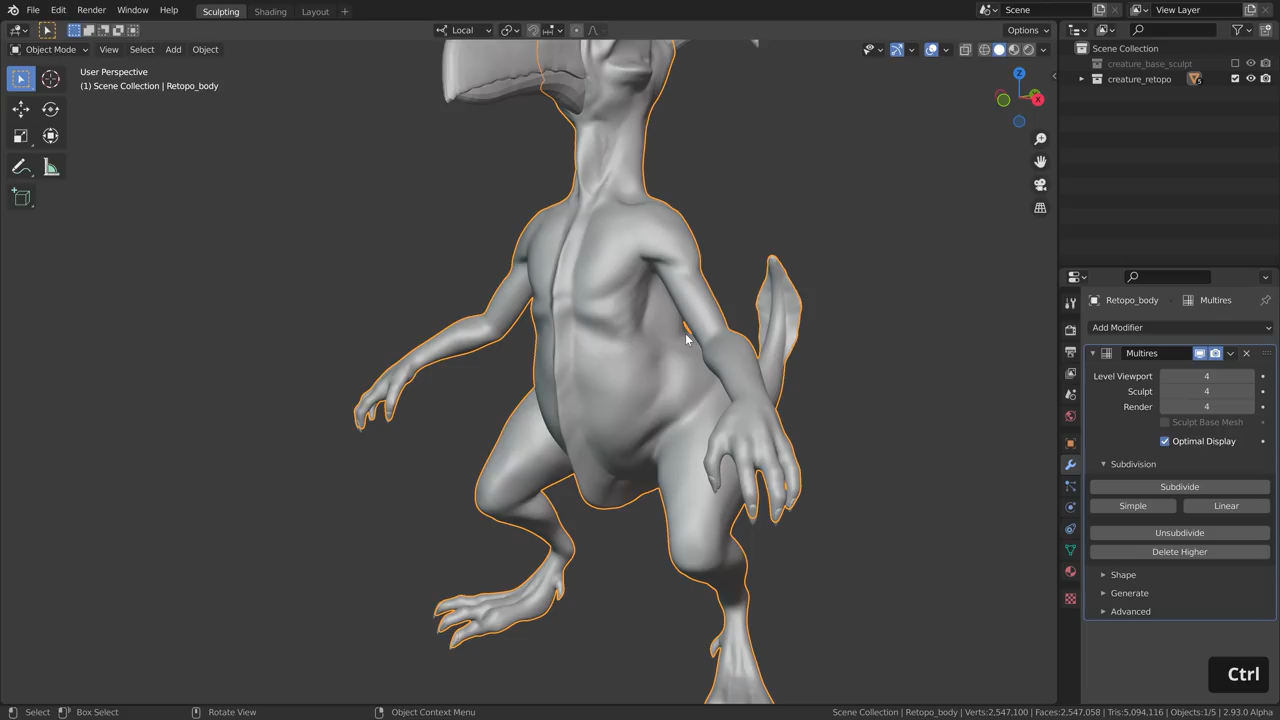 File Edit Render Window Help Sculpting Shading Layout + Scene View Layer
Local Options
Object Mode View Select Add Object
User Perspective
(1) Scene Collection | Retopo_body
Z
Y
X
Scene Collection
creature_base_sculpt
creature_retopo 5
Retopo_body Multires
Add Modifier
Multires
Level Viewport 4
Sculpt 4
Render 4
Sculpt Base Mesh
Optimal Display
Subdivision
Subdivide
Simple Linear
Unsubdivide
Delete Higher
Shape
Generate
Advanced
Ctrl
Select Box Select Rotate View Object Context Menu Scene Collection | Retopo_body | Verts:2,547,100 | Faces:2,547,058 | Tris:5,094,116 | Objects:1/5 | 2.93.0 Alpha